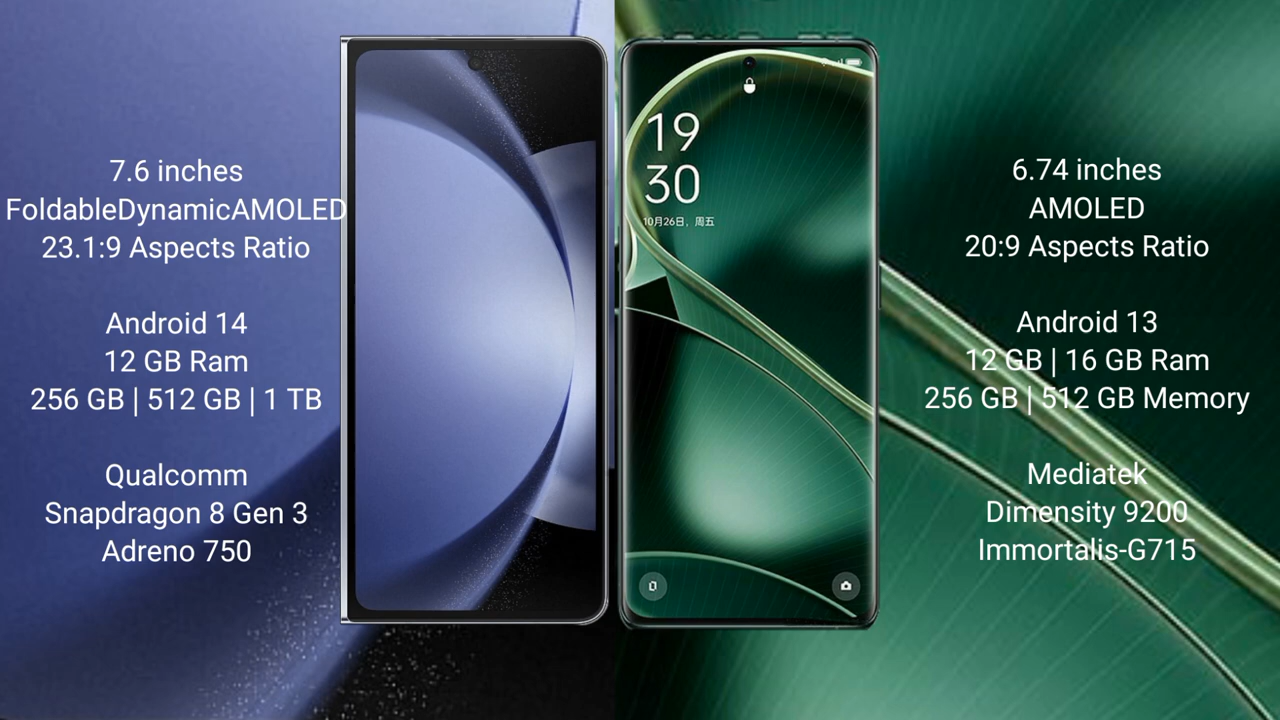 7.6 inches
FoldableDynamicAMOLED
23.1:9 Aspects Ratio
Android 14
12 GB Ram
256 GB | 512 GB | 1 TB
Qualcomm
Snapdragon 8 Gen 3
Adreno 750
19
30
10月26日，周五
6.74 inches
AMOLED
20:9 Aspects Ratio
Android 13
12 GB | 16 GB Ram
256 GB | 512 GB Memory
Mediatek
Dimensity 9200
Immortalis-G715